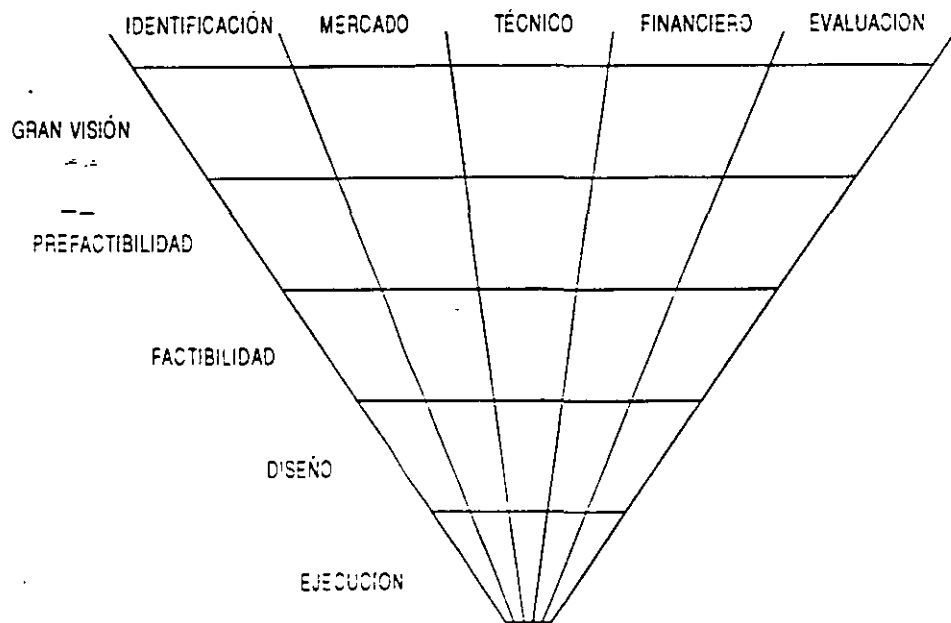 IDENTIFICACIÓN MERCADO TÉCNICO FINANCIERO EVALUACION
GRAN VISIÓN
PREFACTIBILIDAD
FACTIBILIDAD
DISEÑO
EJECUCION